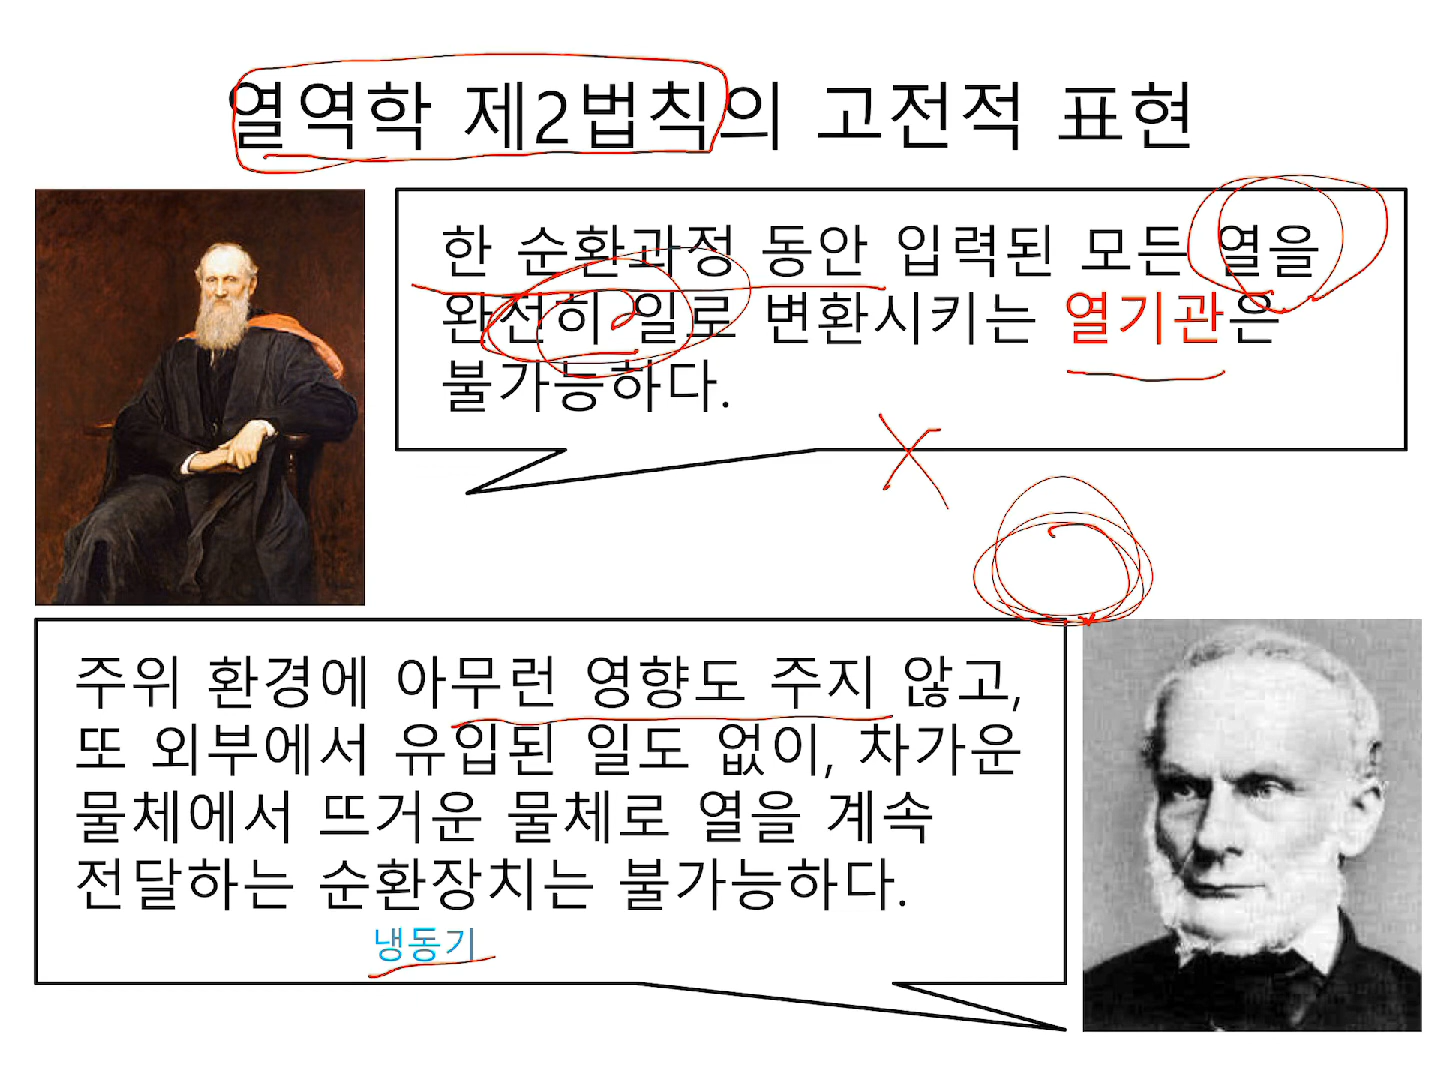 열역학 제2법칙의 고전적 표현
한 순환과정 동안 입력된 모든 열을
완전히 일로 변환시키는 열기관은
불가능하다.
주위 환경에 아무런 영향도 주지 않고,
또 외부에서 유입된 일도 없이, 차가운
물체에서 뜨거운 물체로 열을 계속
전달하는 순환장치는 불가능하다.
냉동기